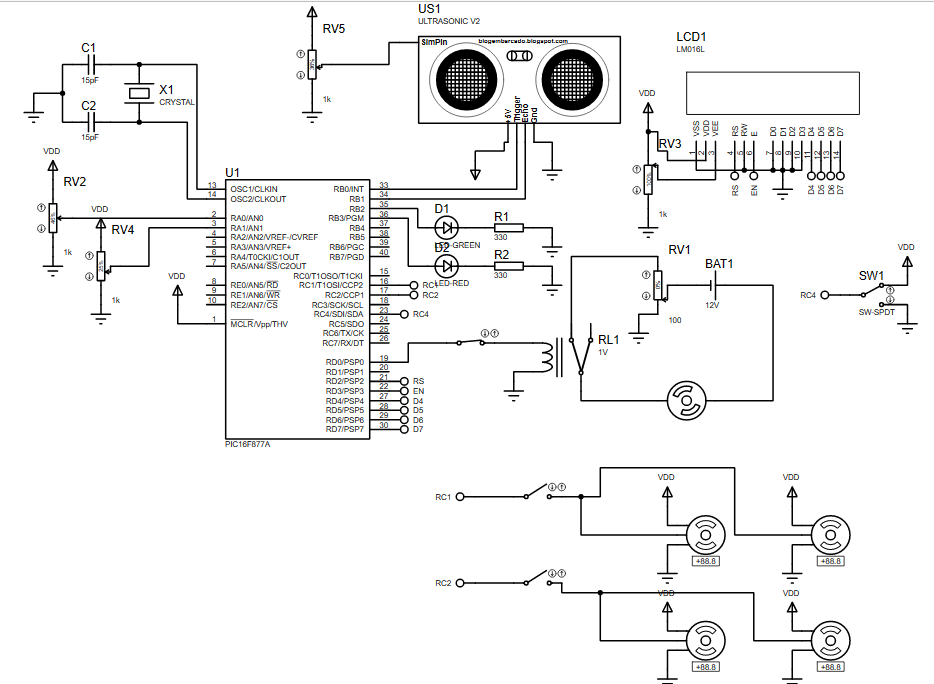 US1
ULTRASONIC V2
RV5
1k
SimPin
blogembarcado.blogspot.com
+5V
Trigger
Echo
Gnd
LCD1
LM016L
VSS
VDD
VEE
RS
RW
E
D0
D1
D2
D3
D4
D5
D6
D7
1
2
3
4
5
6
7
8
9
10
11
12
13
14
RS
EN
D4
D5
D6
D7
VDD
RV3
100%
1k
C1
15pF
C2
15pF
X1
CRYSTAL
VDD
RV2
1k
VDD
RV4
1k
VDD
U1
13 OSC1/CLKIN
14 OSC2/CLKOUT
2 RA0/AN0
3 RA1/AN1
4 RA2/AN2/VREF-/CVREF
5 RA3/AN3/VREF+
6 RA4/T0CKI/C1OUT
7 RA5/AN4/SS/C2OUT
8 RE0/AN5/RD
9 RE1/AN6/WR
10 RE2/AN7/CS
1 MCLR/Vpp/THV
RB0/INT 33
RB1 34
RB2 35
RB3/PGM 36
RB4 37
RB5 38
RB6/PGC 39
RB7/PGD 40
RC0/T1OSO/T1CKI 15
RC1/T1OSI/CCP2 16 RC1
RC2/CCP1 17 RC2
RC3/SCK/SCL 18
RC4/SDI/SDA 23 RC4
RC5/SDO 24
RC6/TX/CK 25
RC7/RX/DT 26
RD0/PSP0 19
RD1/PSP1 20
RD2/PSP2 21 RS
RD3/PSP3 22 EN
RD4/PSP4 27 D4
RD5/PSP5 28 D5
RD6/PSP6 29 D6
RD7/PSP7 30 D7
PIC16F877A
D1
LED-GREEN
R1
330
D2
LED-RED
R2
330
RV1
100
BAT1
12V
RL1
1V
VDD
SW1
RC4
SW-SPDT
RC1
VDD
VDD
+88.8
+88.8
RC2
VDD
VDD
+88.8
+88.8